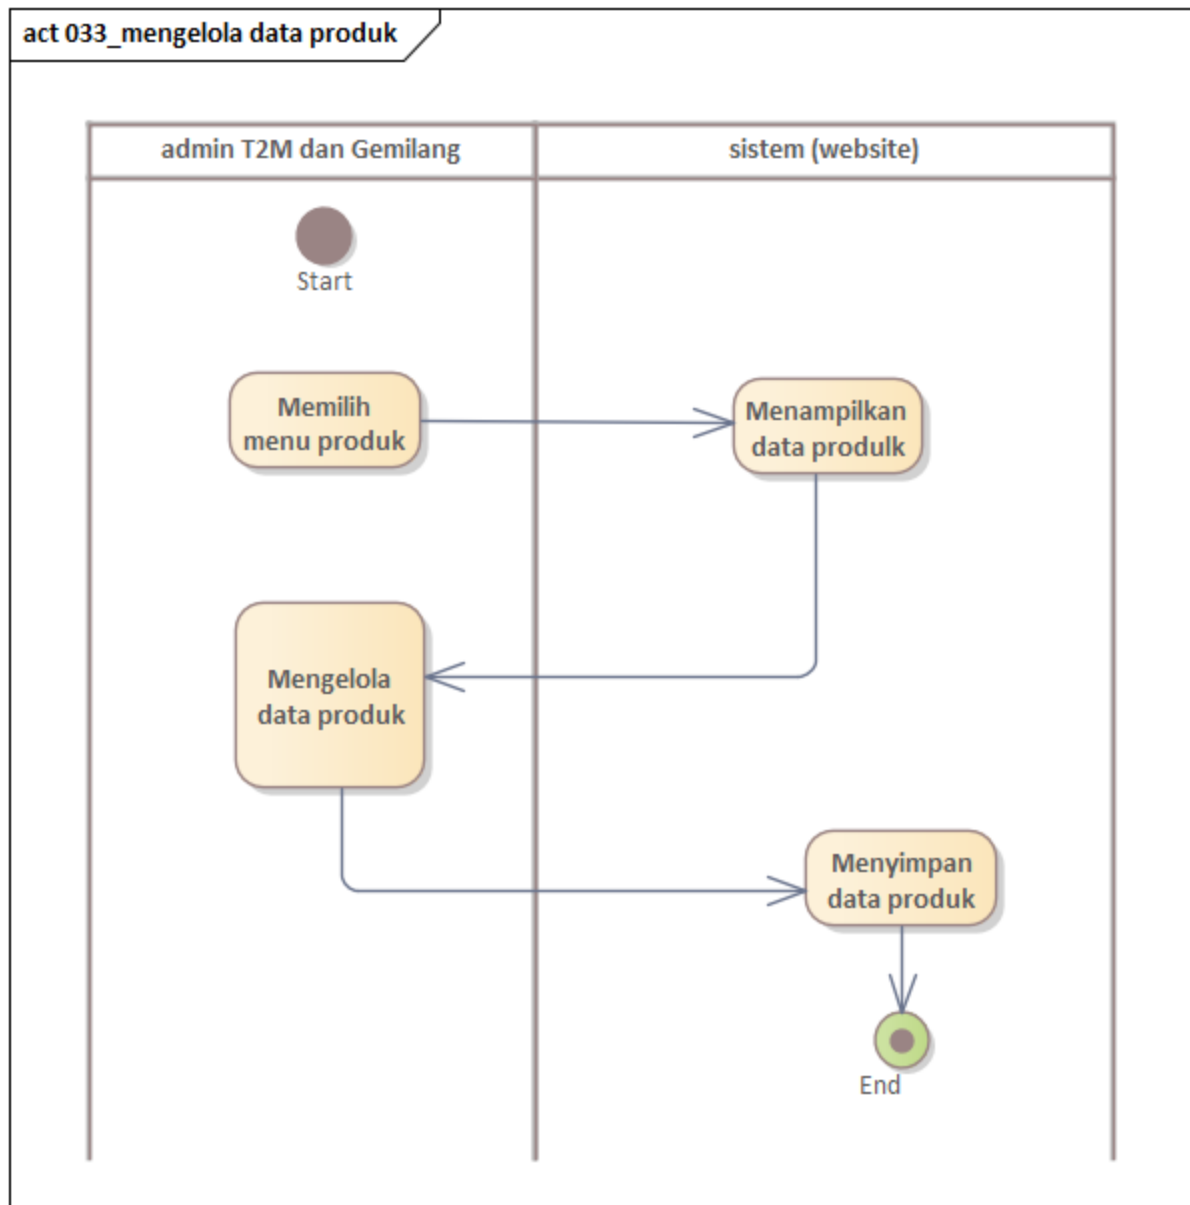 act 033_mengelola data produk
admin T2M dan Gemilang
sistem (website)
Start
Memilih
menu produk
Menampilkan
data produlk
Mengelola
data produk
Menyimpan
data produk
End